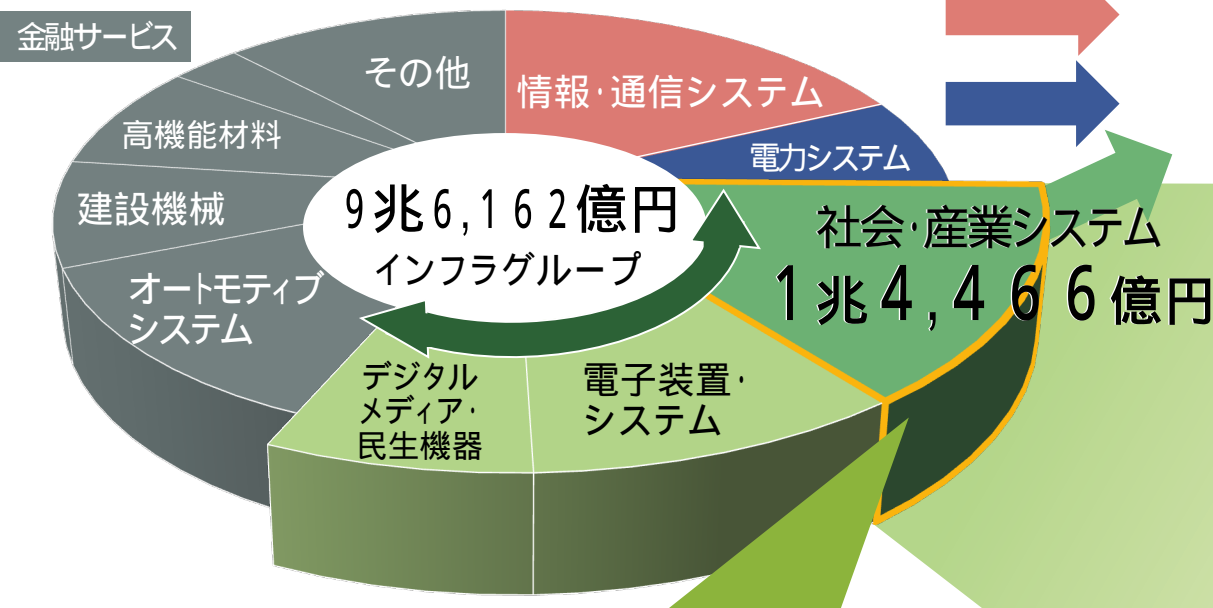 金融サービス
その他
情報・通信システム
高機能材料
電力システム
建設機械
9兆6,162億円
インフラグループ
社会・産業システム
1兆4,466億円
オートモティブ
システム
デジタル
メディア・
民生機器
電子装置・
システム